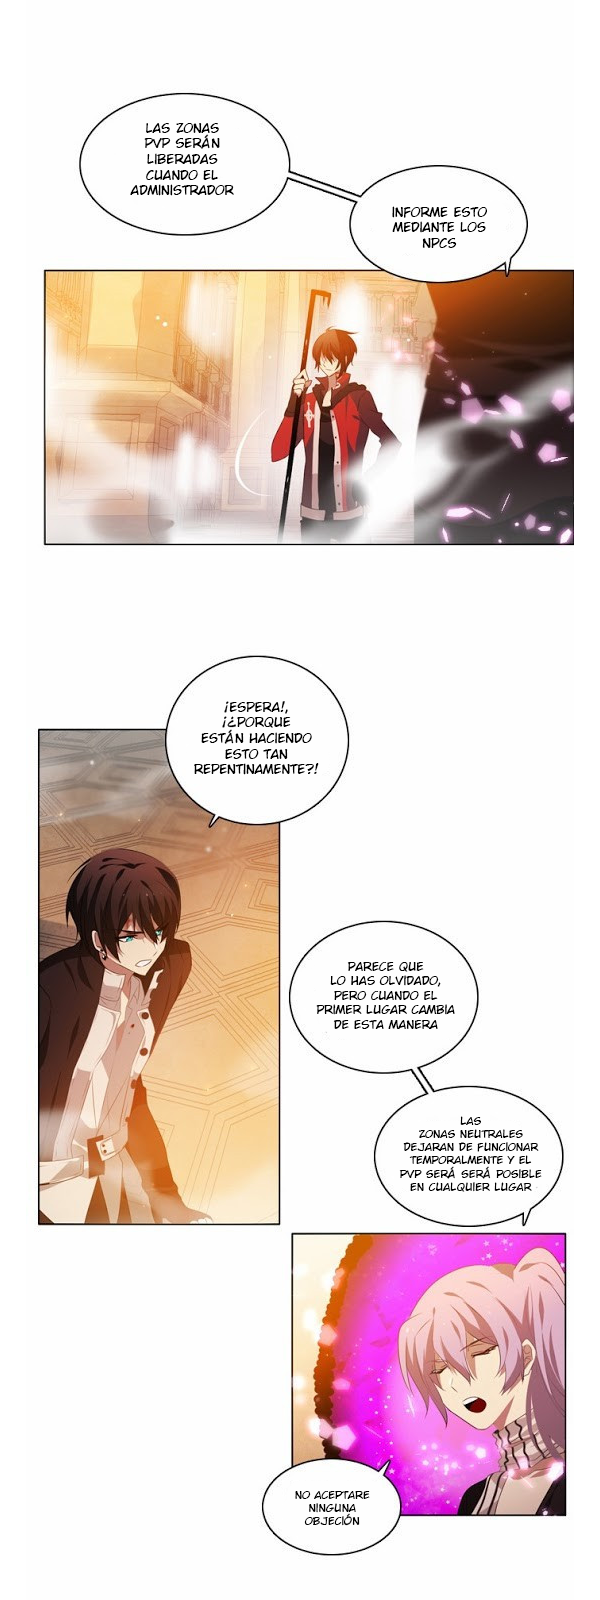 LAS ZONAS
PVP SERÁN
LIBERADAS
CUANDO EL
ADMINISTRADOR
INFORME ESTO
MEDIANTE LOS
NPCS
¡ESPERA!,
¡¿PORQUE
ESTÁN HACIENDO
ESTO TAN
REPENTINAMENTE?!
PARECE QUE
LO HAS OLVIDADO,
PERO CUANDO EL
PRIMER LUGAR CAMBIA
DE ESTA MANERA
LAS
ZONAS NEUTRALES
DEJARAN DE FUNCIONAR
TEMPORALMENTE Y EL
PVP SERÁ SERÁ POSIBLE
EN CUALQUIER LUGAR
NO ACEPTARE
NINGUNA
OBJECIÓN